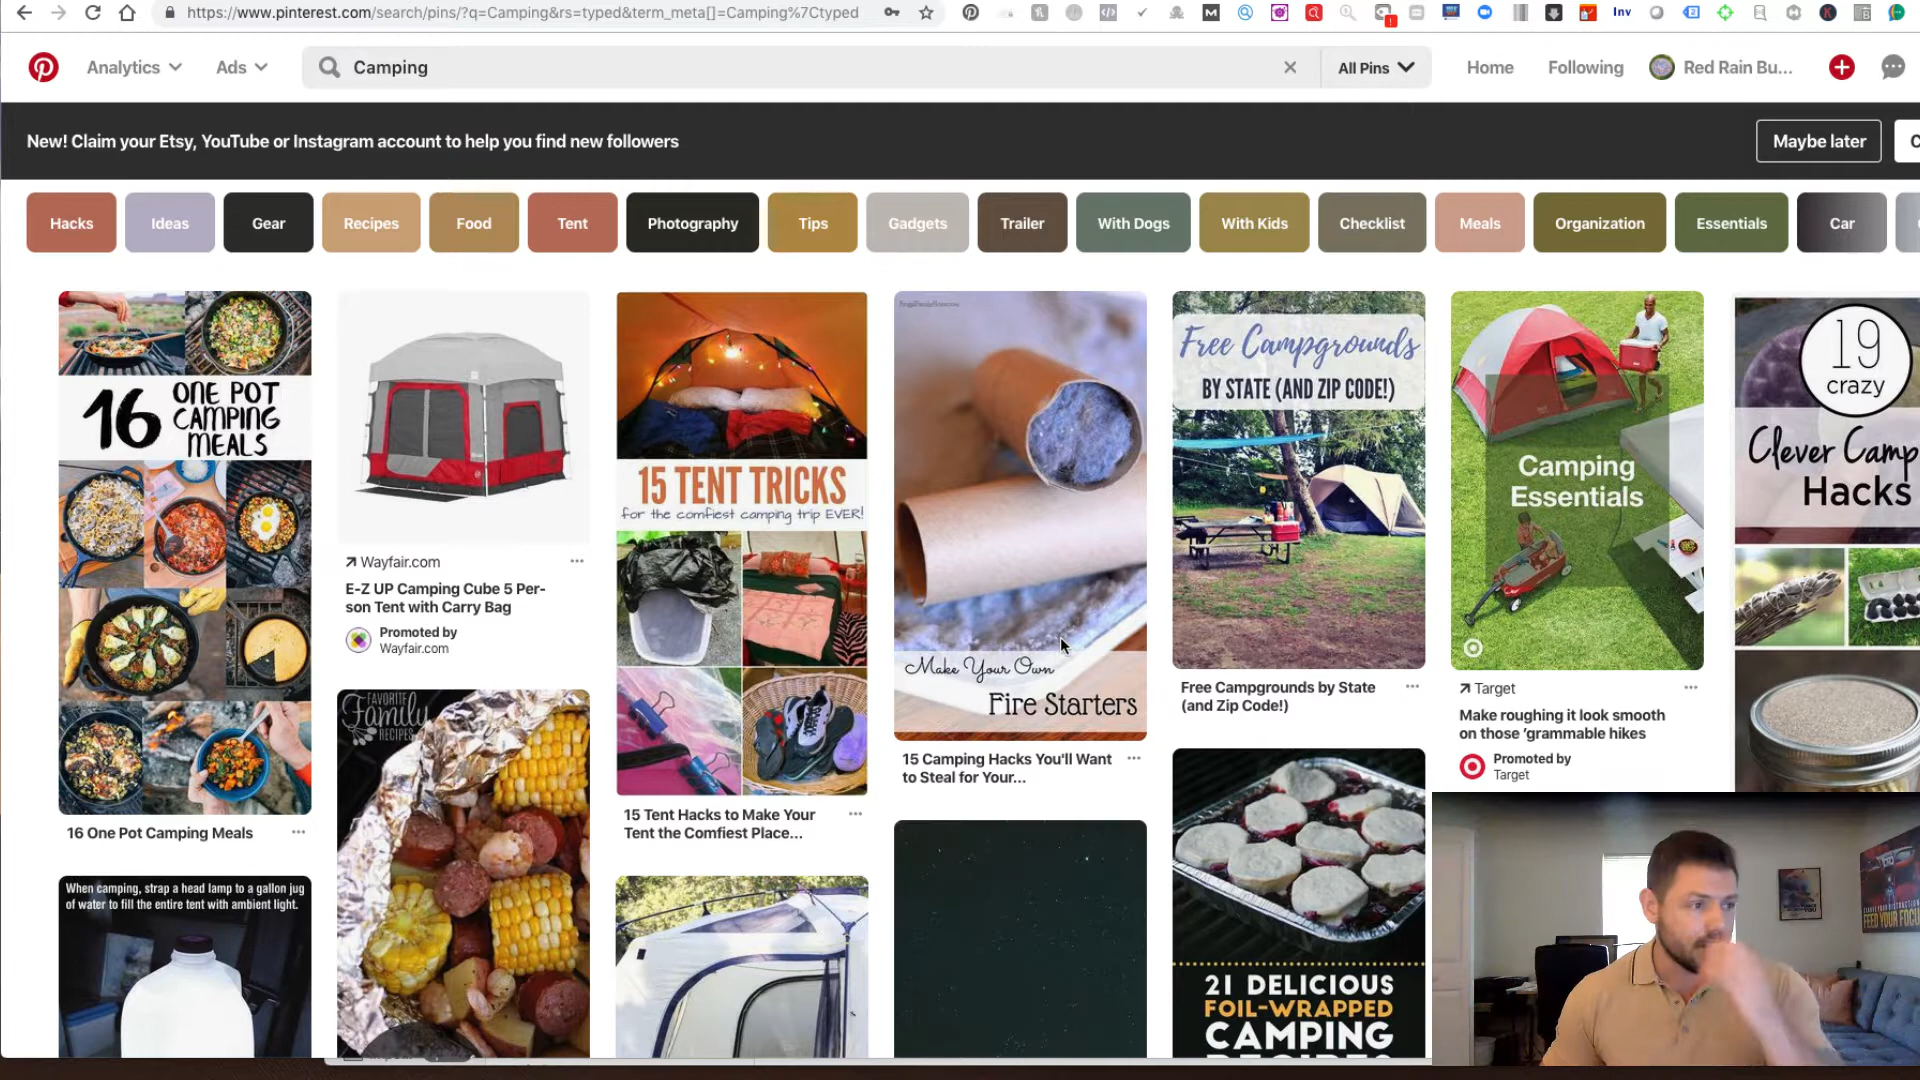 https://www.pinterest.com/search/pins/?q=Camping&rs=typed&term_meta[]=Camping%7Ctyped
Inv
Analytics
Ads
Camping
All Pins
Home
Following
Red Rain Bu...
New! Claim your Etsy, YouTube or Instagram account to help you find new followers
Maybe later
Hacks
Ideas
Gear
Recipes
Food
Tent
Photography
Tips
Gadgets
Trailer
With Dogs
With Kids
Checklist
Meals
Organization
Essentials
Car
16 ONE POT
CAMPING
MEALS
16 One Pot Camping Meals
When camping, strap a head lamp to a gallon jug
of water to fill the entire tent with ambient light.
Wayfair.com
E-Z UP Camping Cube 5 Per-
son Tent with Carry Bag
Promoted by
Wayfair.com
FAVORITE
Family
RECIPES
15 TENT TRICKS
for the comfiest camping trip EVER!
15 Tent Hacks to Make Your
Tent the Comfiest Place...
Make Your Own
Fire Starters
15 Camping Hacks You'll Want
to Steal for Your...
Free Campgrounds
BY STATE (AND ZIP CODE!)
Free Campgrounds by State
(and Zip Code!)
21 DELICIOUS
FOIL-WRAPPED
CAMPING
RECIPES
Camping
Essentials
Target
Make roughing it look smooth
on those 'grammable hikes
Promoted by
Target
19
crazy
Clever Camp
Hacks
FEED YOUR FOCUS